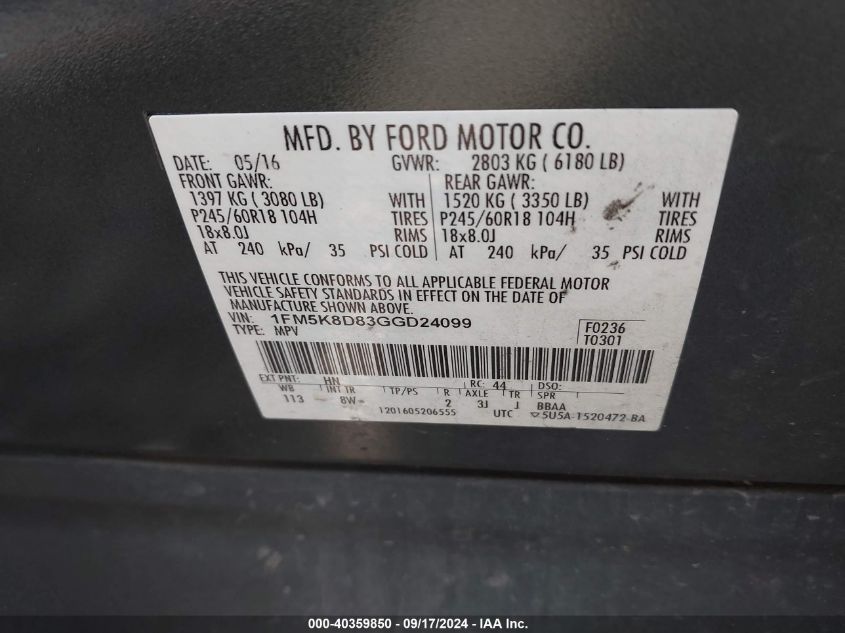 MFD. BY FORD MOTOR CO.
DATE: 05/16 GVWR: 2803 KG ( 6180 LB)
FRONT GAWR: REAR GAWR:
1397 KG ( 3080 LB) WITH 1520 KG ( 3350 LB) WITH
P245/60R18 104H TIRES P245/60R18 104H TIRES
18x8.0J RIMS 18x8.0J RIMS
AT 240 kPa/ 35 PSI COLD AT 240 kPa/ 35 PSI COLD
THIS VEHICLE CONFORMS TO ALL APPLICABLE FEDERAL MOTOR
VEHICLE SAFETY STANDARDS IN EFFECT ON THE DATE OF
MANUFACTURE SHOWN ABOVE.
VIN: 1FM5K8D83GGD24099
TYPE: MPV
F0236
T0301
EXT PNT: HN RC: 44 DSO:
WB INT TR TP/PS R AXLE TR SPR
113 8W 2 3J J BBAA
1201605206555 UTC 5U5A-1520472-BA
000-40359850 / 09/17/2024 - IAA Inc.